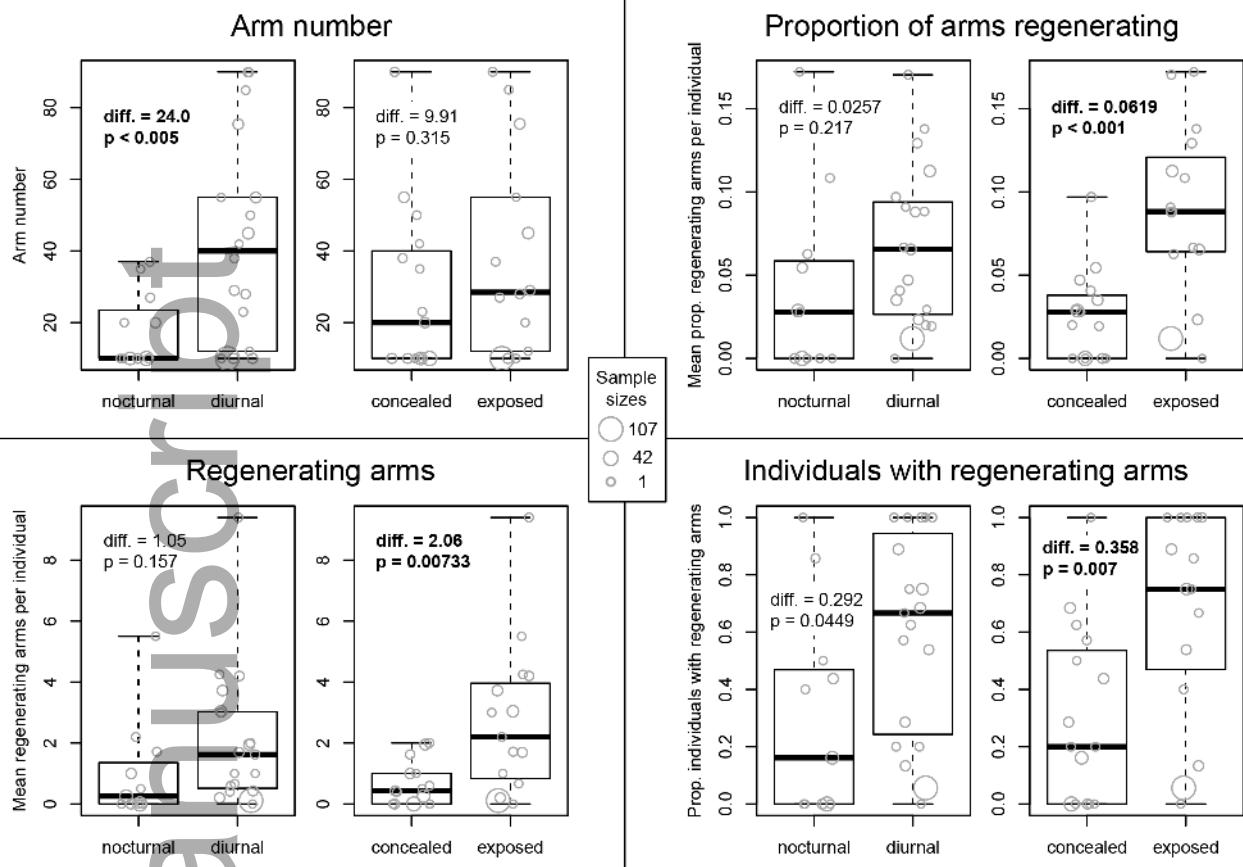 Arm number
Arm number
80
60
40
20
diff. = 24.0
p < 0.005
nocturnal
diurnal
80
60
40
20
diff. = 9.91
p = 0.315
concealed
exposed
Proportion of arms regenerating
Mean prop. regenerating arms per individual
0.15
0.10
0.05
0.00
diff. = 0.0257
p = 0.217
nocturnal
diurnal
0.15
0.10
0.05
0.00
diff. = 0.0619
p < 0.001
concealed
exposed
Sample
sizes
107
42
1
Regenerating arms
Mean regenerating arms per individual
8
6
4
2
0
diff. = 1.05
p = 0.157
nocturnal
diurnal
8
6
4
2
0
diff. = 2.06
p = 0.00733
concealed
exposed
Individuals with regenerating arms
Prop. individuals with regenerating arms
1.0
0.8
0.6
0.4
0.2
0.0
diff. = 0.292
p = 0.0449
nocturnal
diurnal
1.0
0.8
0.6
0.4
0.2
0.0
diff. = 0.358
p = 0.007
concealed
exposed
anuscript